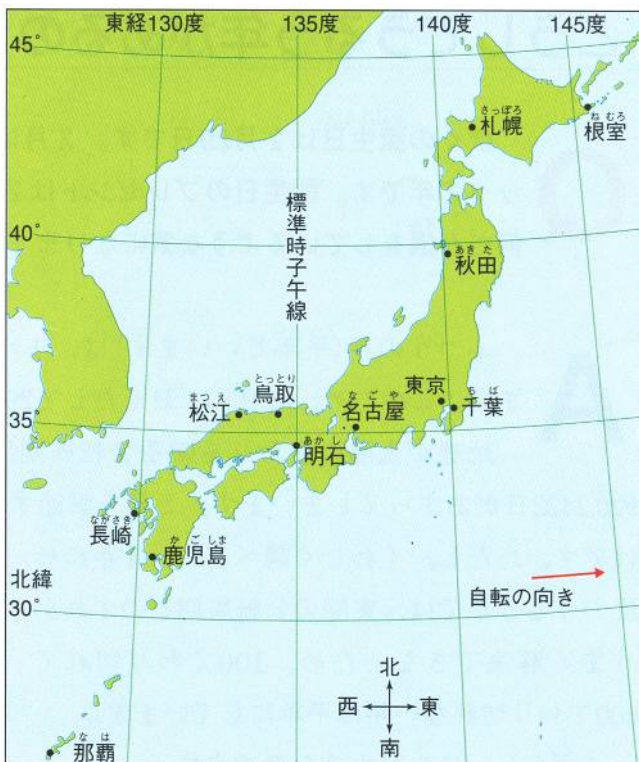 東経130度 135度 140度 145度
45°
さっぽろ
札幌
ねむろ
根室
標準時子午線
40°
あきた
秋田
東京
ちば
千葉
なごや
名古屋
とっとり
鳥取
まつえ
松江
35°
あかし
明石
ながさき
長崎
かごしま
鹿児島
北緯
30°
自転の向き
北
西 東
南
なは
那覇